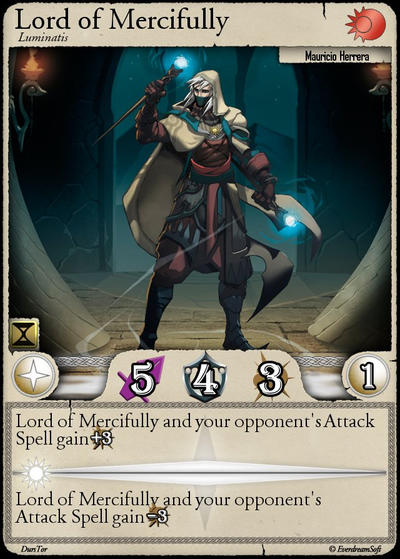 Lord of Mercifully
Luminatis
Mauricio Herrera
5 4 3 1
Lord of Mercifully and your opponent's Attack
Spell gain +3
Lord of Mercifully and your opponent's
Attack Spell gain -3
DunTor
© EverdreamSoft